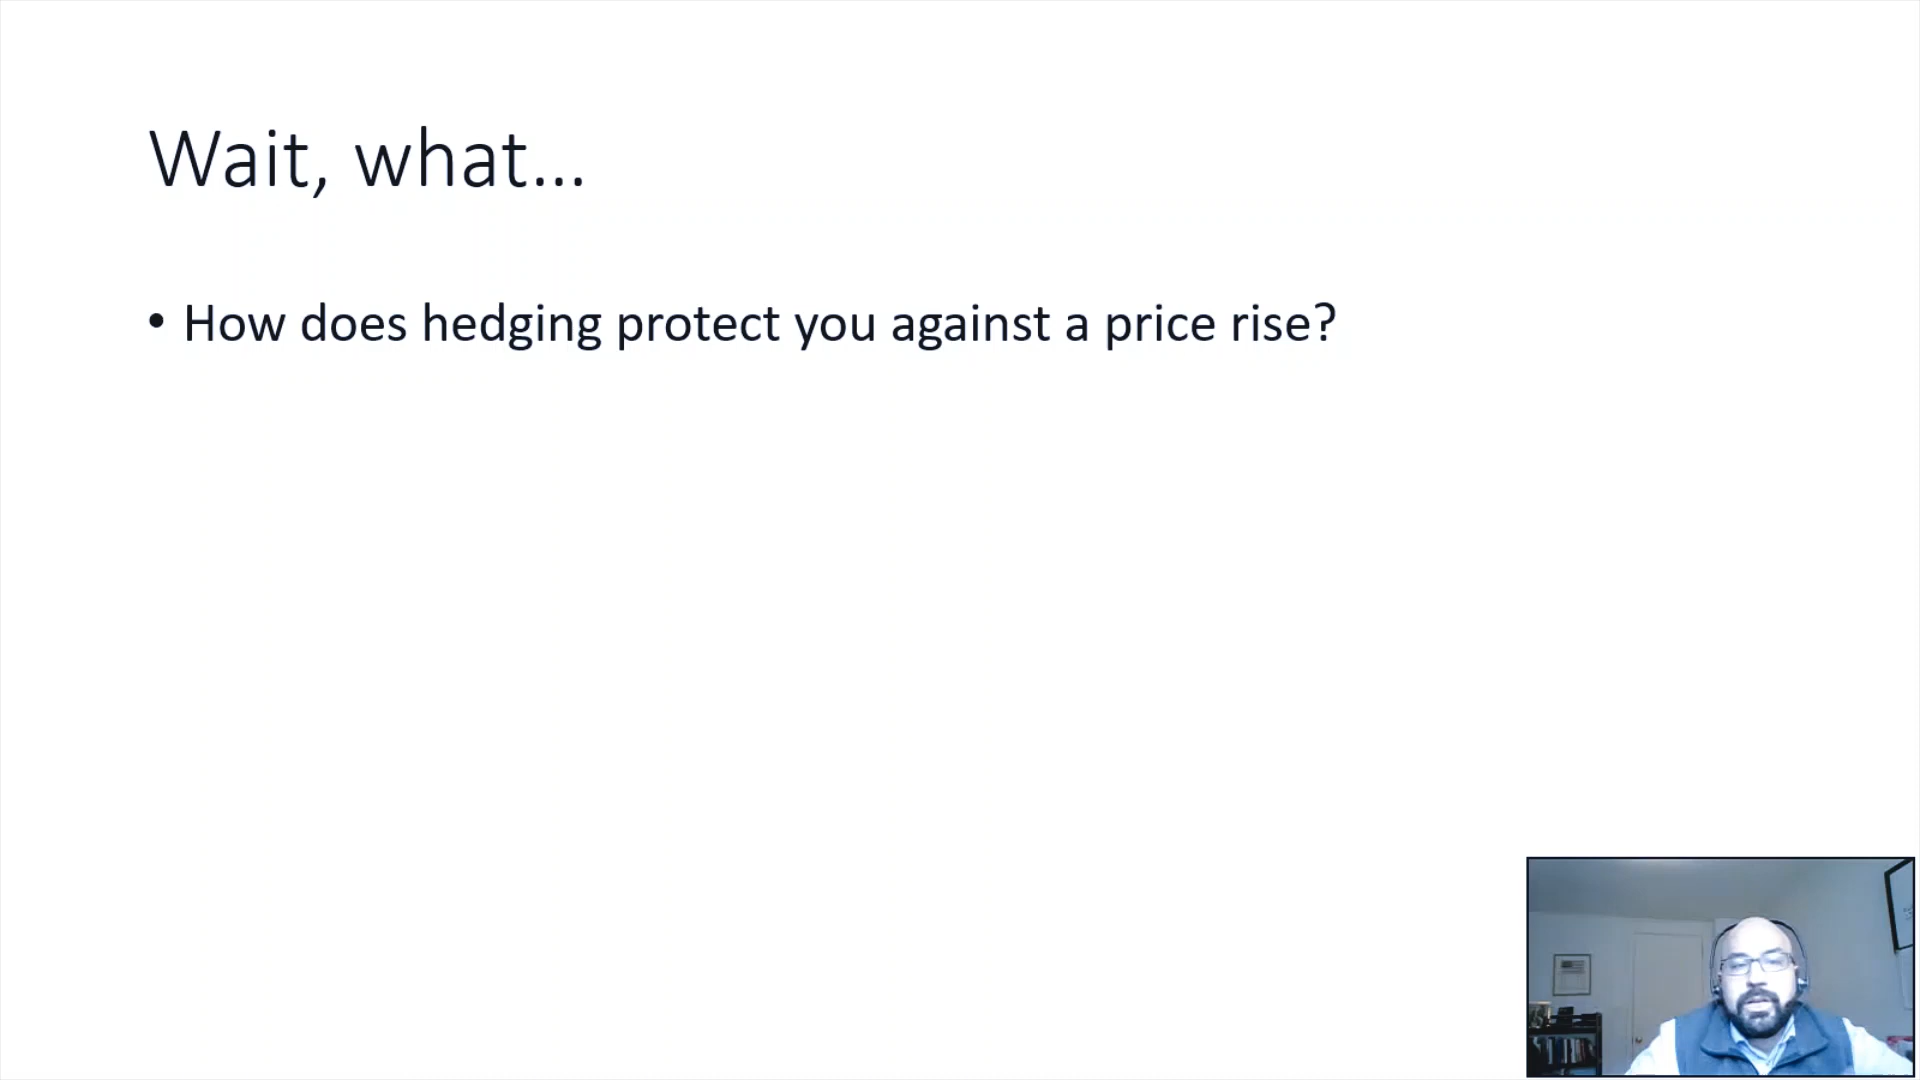 Wait, what...
• How does hedging protect you against a price rise?